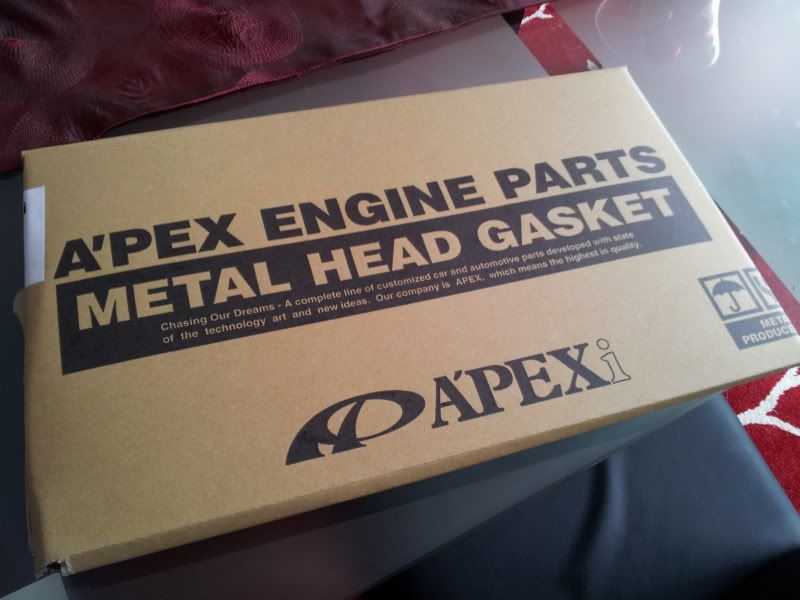 A'PEX ENGINE PARTS
METAL HEAD GASKET
Chasing Our Dreams - A complete line of customized car and automotive parts developed with state
of the technology art and new ideas. Our company is APEX, which means the highest in quality.
A'PEXi
PRODUCE